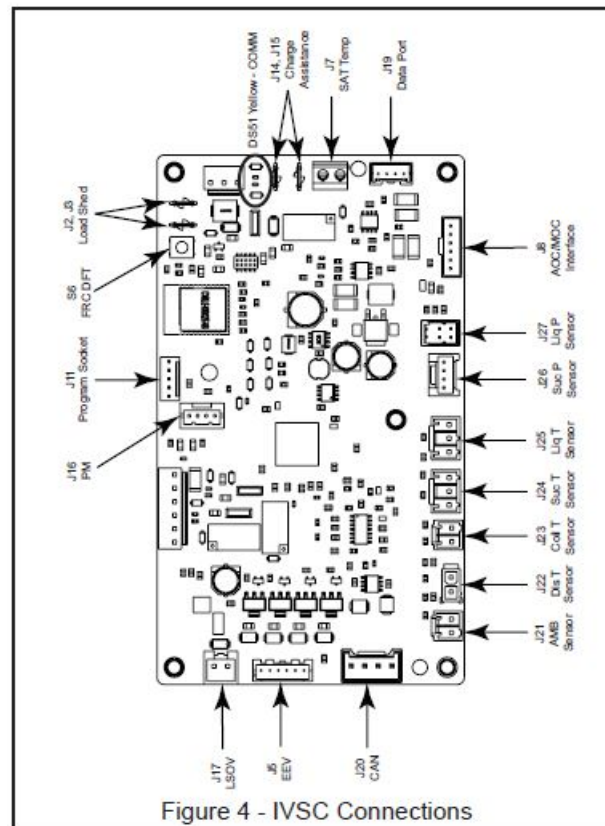 J2, J3
Load Shed
S6
FRC DFT
J11
Program Socket
J16
PM
DS51 Yellow - COMM
J14, J15
Charge
Assistance
J7
SAT Temp
J19
Data Port
J8
AOC/MOC
Interface
J27
Liq P
Sensor
J26
Suc P
Sensor
J25
Liq T
Sensor
J24
Suc T
Sensor
J23
Coil T
Sensor
J22
Dis T
Sensor
J21
AMB
Sensor
J17
LSOV
J5
EEV
J20
CAN
Figure 4 - IVSC Connections